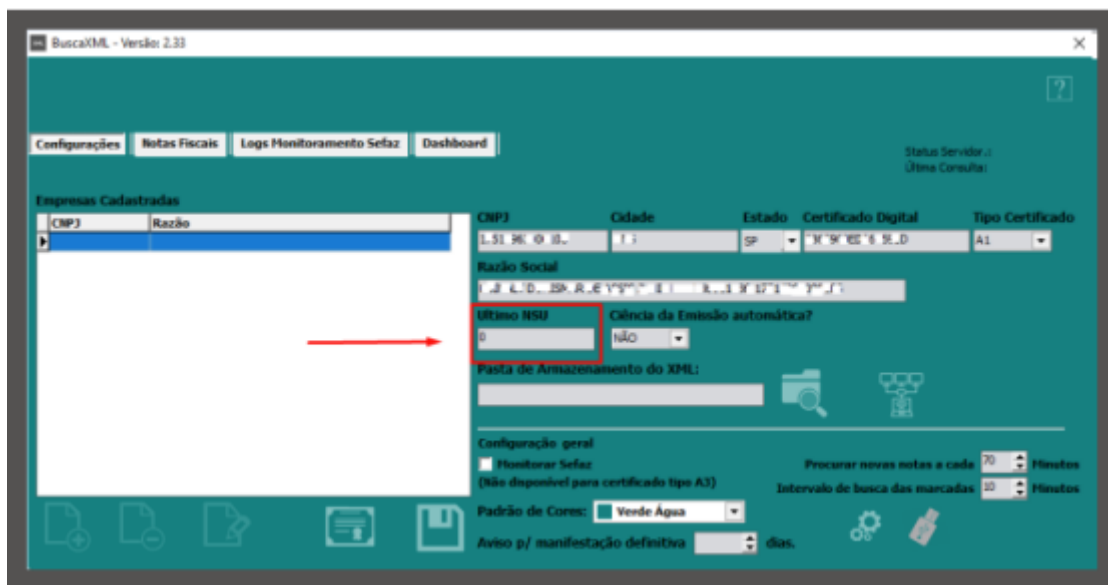 BuscaXML - Versão: 2.33
Configurações Notas Fiscais Logs Monitoramento Sefaz Dashboard
Status Servidor.:
Última Consulta:
Empresas Cadastradas
CNPJ Razão
CNPJ Cidade Estado Certificado Digital Tipo Certificado
SP A1
Razão Social
Ultimo NSU Ciência da Emissão automática?
0 NÃO
Pasta de Armazenamento do XML:
Configuração geral
Monitorar Sefaz
(Não disponível para certificado tipo A3)
Procurar novas notas a cada 70 Minutos
Intervalo de busca das marcadas 10 Minutos
Padrão de Cores: Verde Água
Aviso p/ manifestação definitiva dias.